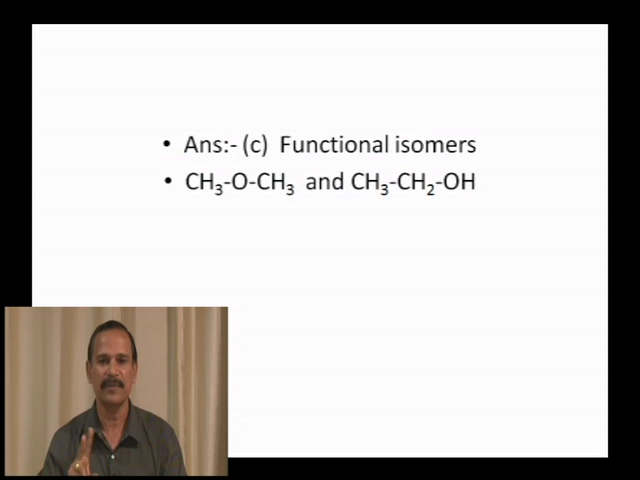 • Ans:- (c) Functional isomers
• CH₃-O-CH₃ and CH₃-CH₂-OH